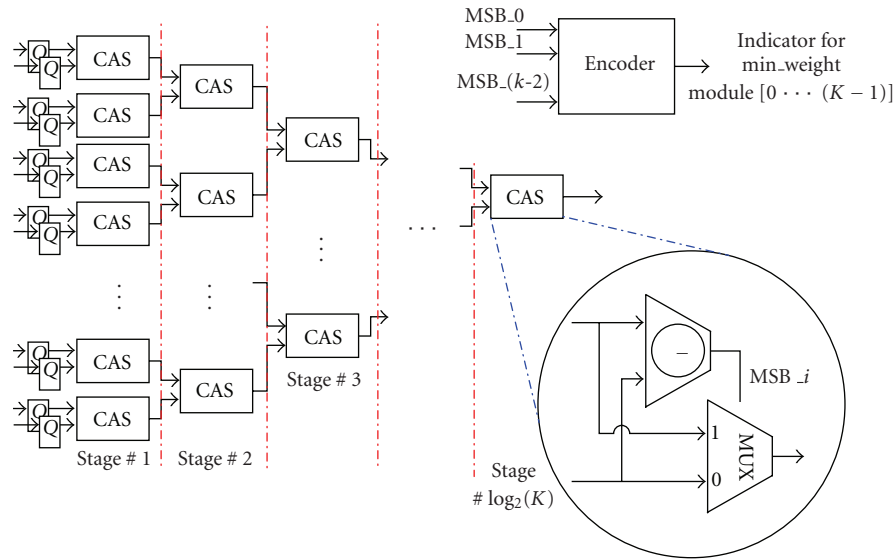 MSB_0
MSB_1
MSB_(k-2)
Encoder
Indicator for
min_weight
module [0 · · · (K − 1)]
Q
Q
CAS
Q
Q
CAS
Q
Q
CAS
Q
Q
CAS
CAS
CAS
CAS
· · ·
CAS
Q
Q
CAS
Q
Q
CAS
CAS
CAS
Stage # 1
Stage # 2
Stage # 3
Stage
# log₂(K)
−
MSB _i
1
MUX
0